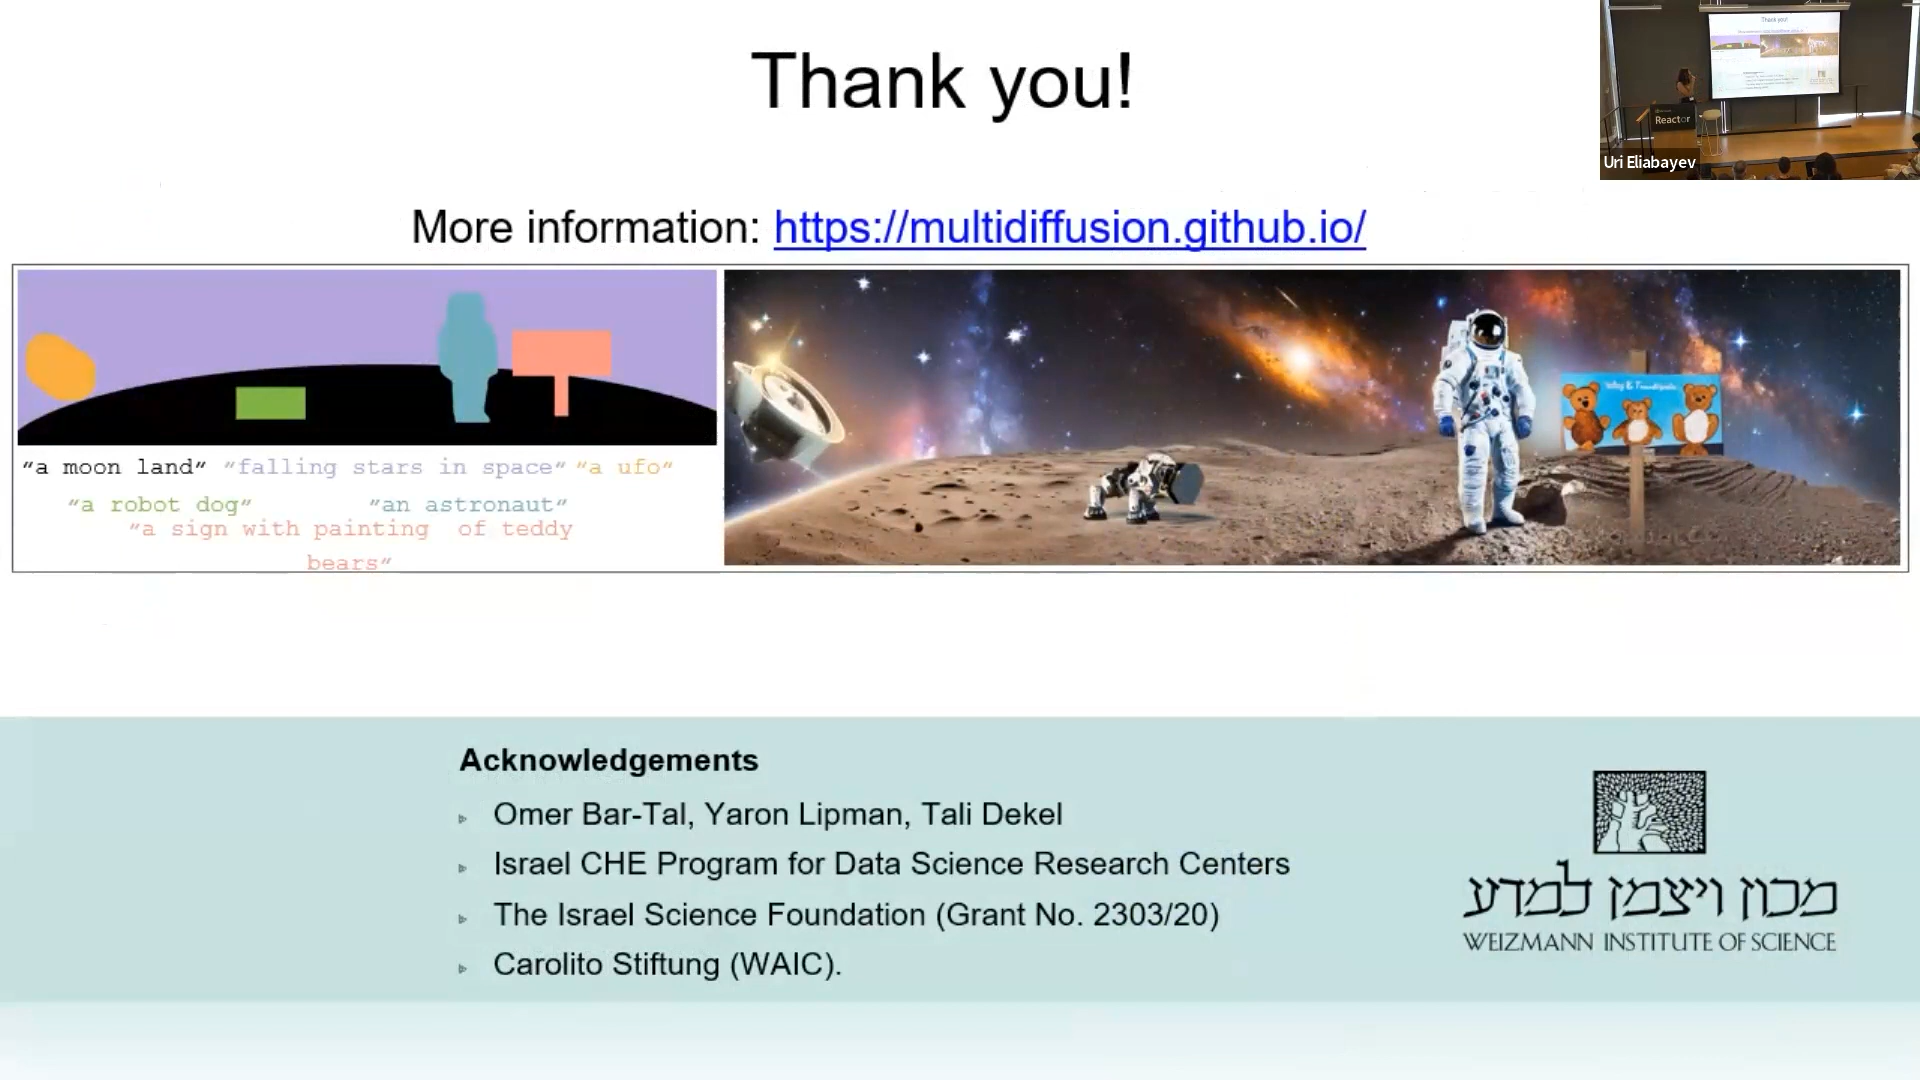 Thank you!
Reactor
Uri Eliabayev
More information: https://multidiffusion.github.io/
"a moon land" "falling stars in space" "a ufo"
"a robot dog" "an astronaut"
"a sign with painting of teddy
bears"
Acknowledgements
Omer Bar-Tal, Yaron Lipman, Tali Dekel
Israel CHE Program for Data Science Research Centers
The Israel Science Foundation (Grant No. 2303/20)
Carolito Stiftung (WAIC).
מכון ויצמן למדע
WEIZMANN INSTITUTE OF SCIENCE